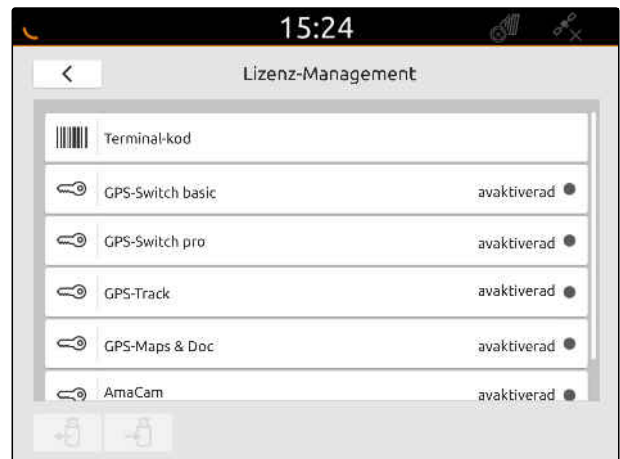 15:24
Lizenz-Management
Terminal-kod
GPS-Switch basic avaktiverad
GPS-Switch pro avaktiverad
GPS-Track avaktiverad
GPS-Maps & Doc avaktiverad
AmaCam avaktiverad